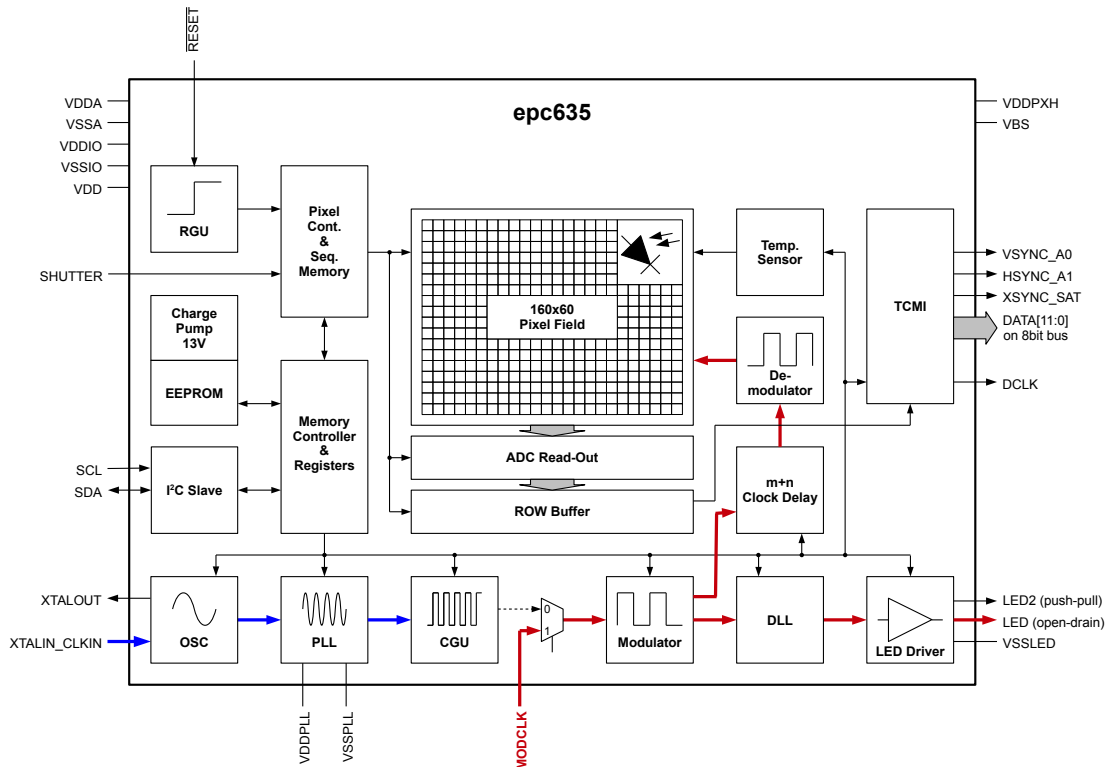 RESET
epc635
VDDA
VSSA
VDDIO
VSSIO
VDD
VDDPXH
VBS
RGU
Pixel
Cont.
&
Seq.
Memory
SHUTTER
Charge
Pump
13V
EEPROM
Memory
Controller
&
Registers
SCL
SDA
I²C Slave
160x60
Pixel Field
ADC Read-Out
ROW Buffer
Temp.
Sensor
De-
modulator
m+n
Clock Delay
TCMI
VSYNC_A0
HSYNC_A1
XSYNC_SAT
DATA[11:0]
on 8bit bus
DCLK
XTALOUT
XTALIN_CLKIN
OSC
PLL
CGU
0
1
Modulator
DLL
LED Driver
LED2 (push-pull)
LED (open-drain)
VSSLED
VDDPLL
VSSPLL
MODCLK